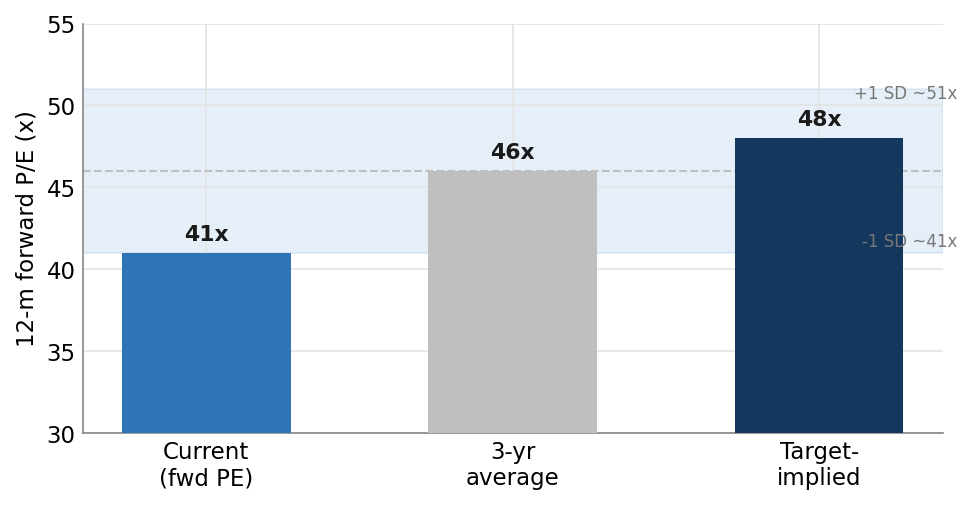 12-m forward P/E (x)
55
50
45
40
35
30
+1 SD ~51x
48x
46x
41x
-1 SD ~41x
Current
(fwd PE)
3-yr
average
Target-
implied